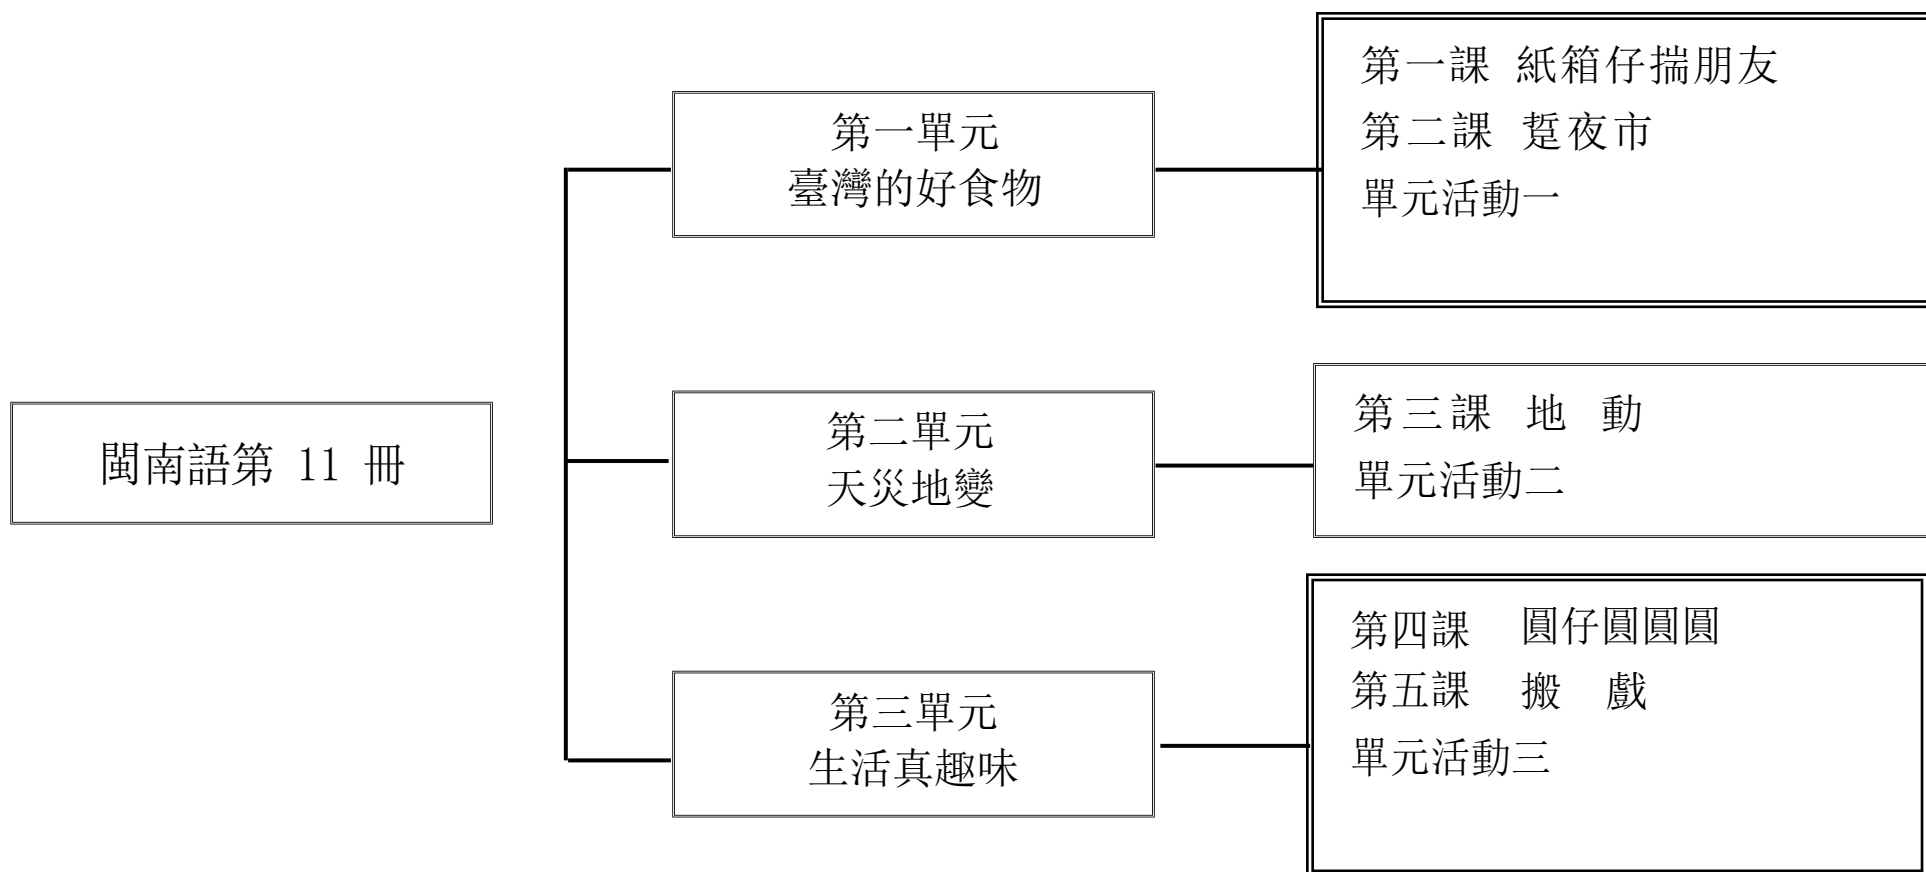 閩南語第 11 冊
第一單元
臺灣的好食物
第一課 紙箱仔揣朋友
第二課 踅夜市
單元活動一
第二單元
天災地變
第三課 地 動
單元活動二
第三單元
生活真趣味
第四課 圓仔圓圓圓
第五課 搬 戲
單元活動三